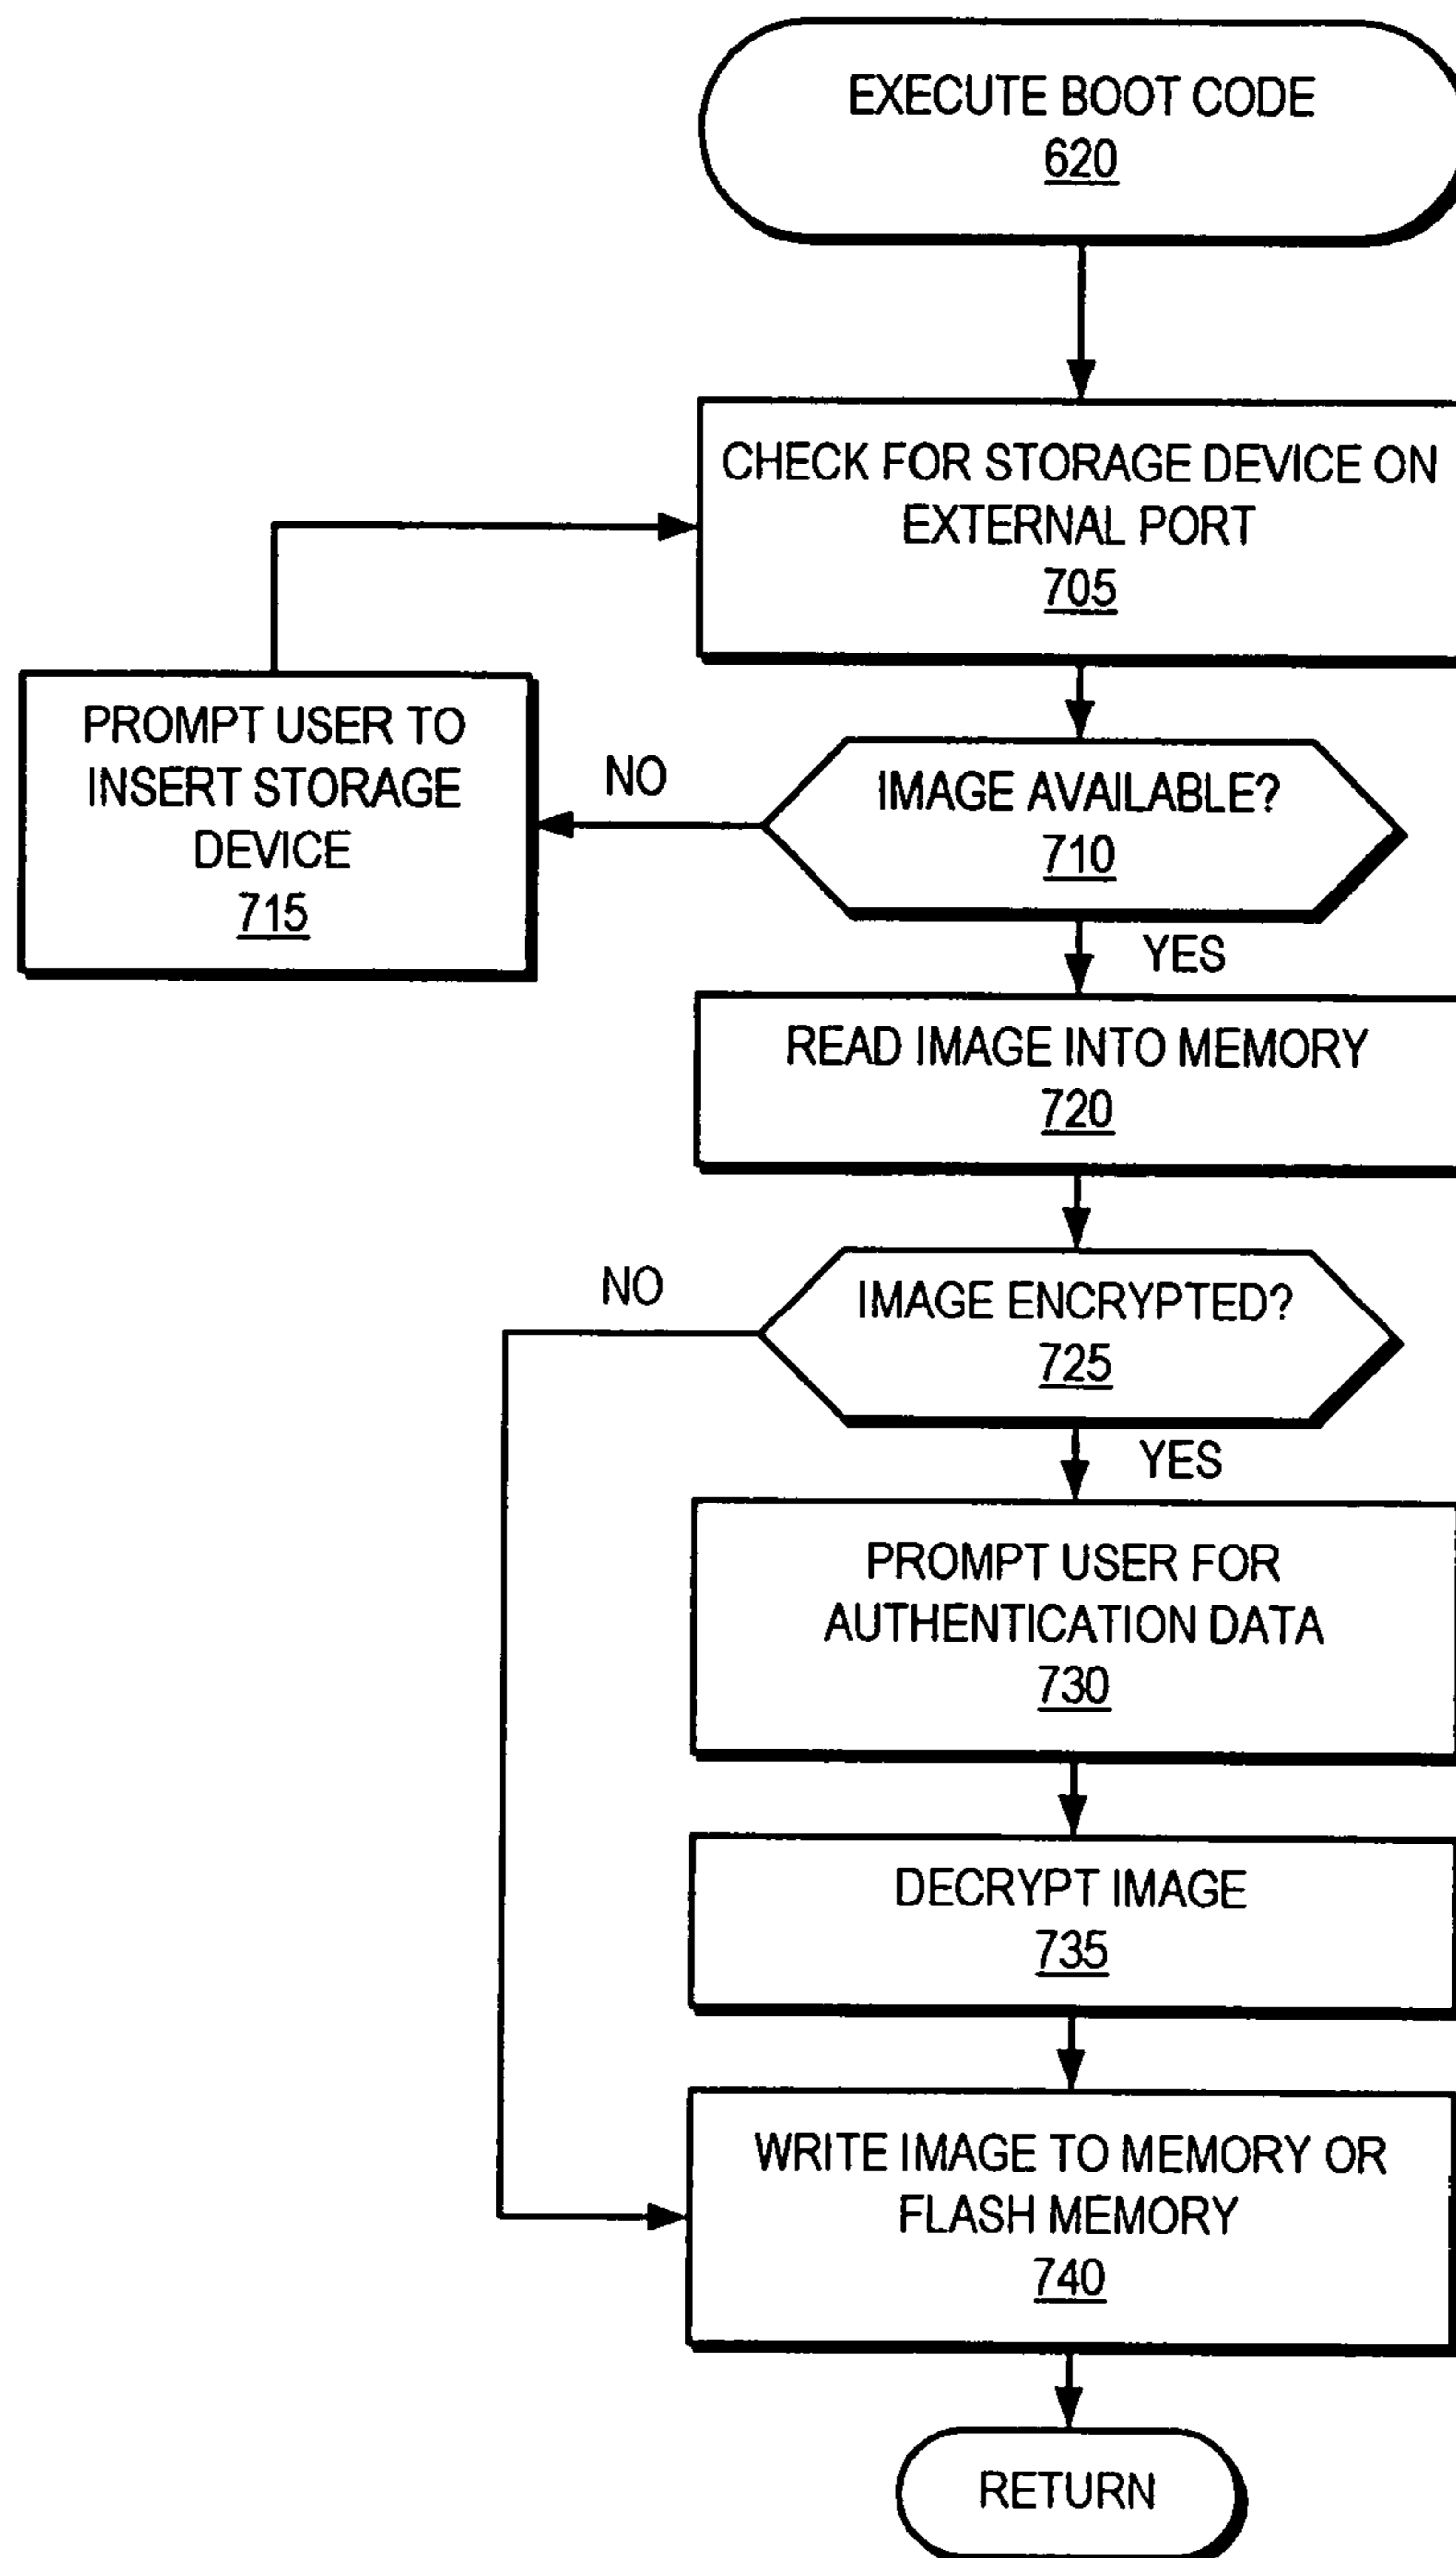 EXECUTE BOOT CODE
620
CHECK FOR STORAGE DEVICE ON
EXTERNAL PORT
705
PROMPT USER TO
INSERT STORAGE
DEVICE
715
NO
IMAGE AVAILABLE?
710
YES
READ IMAGE INTO MEMORY
720
NO
IMAGE ENCRYPTED?
725
YES
PROMPT USER FOR
AUTHENTICATION DATA
730
DECRYPT IMAGE
735
WRITE IMAGE TO MEMORY OR
FLASH MEMORY
740
RETURN